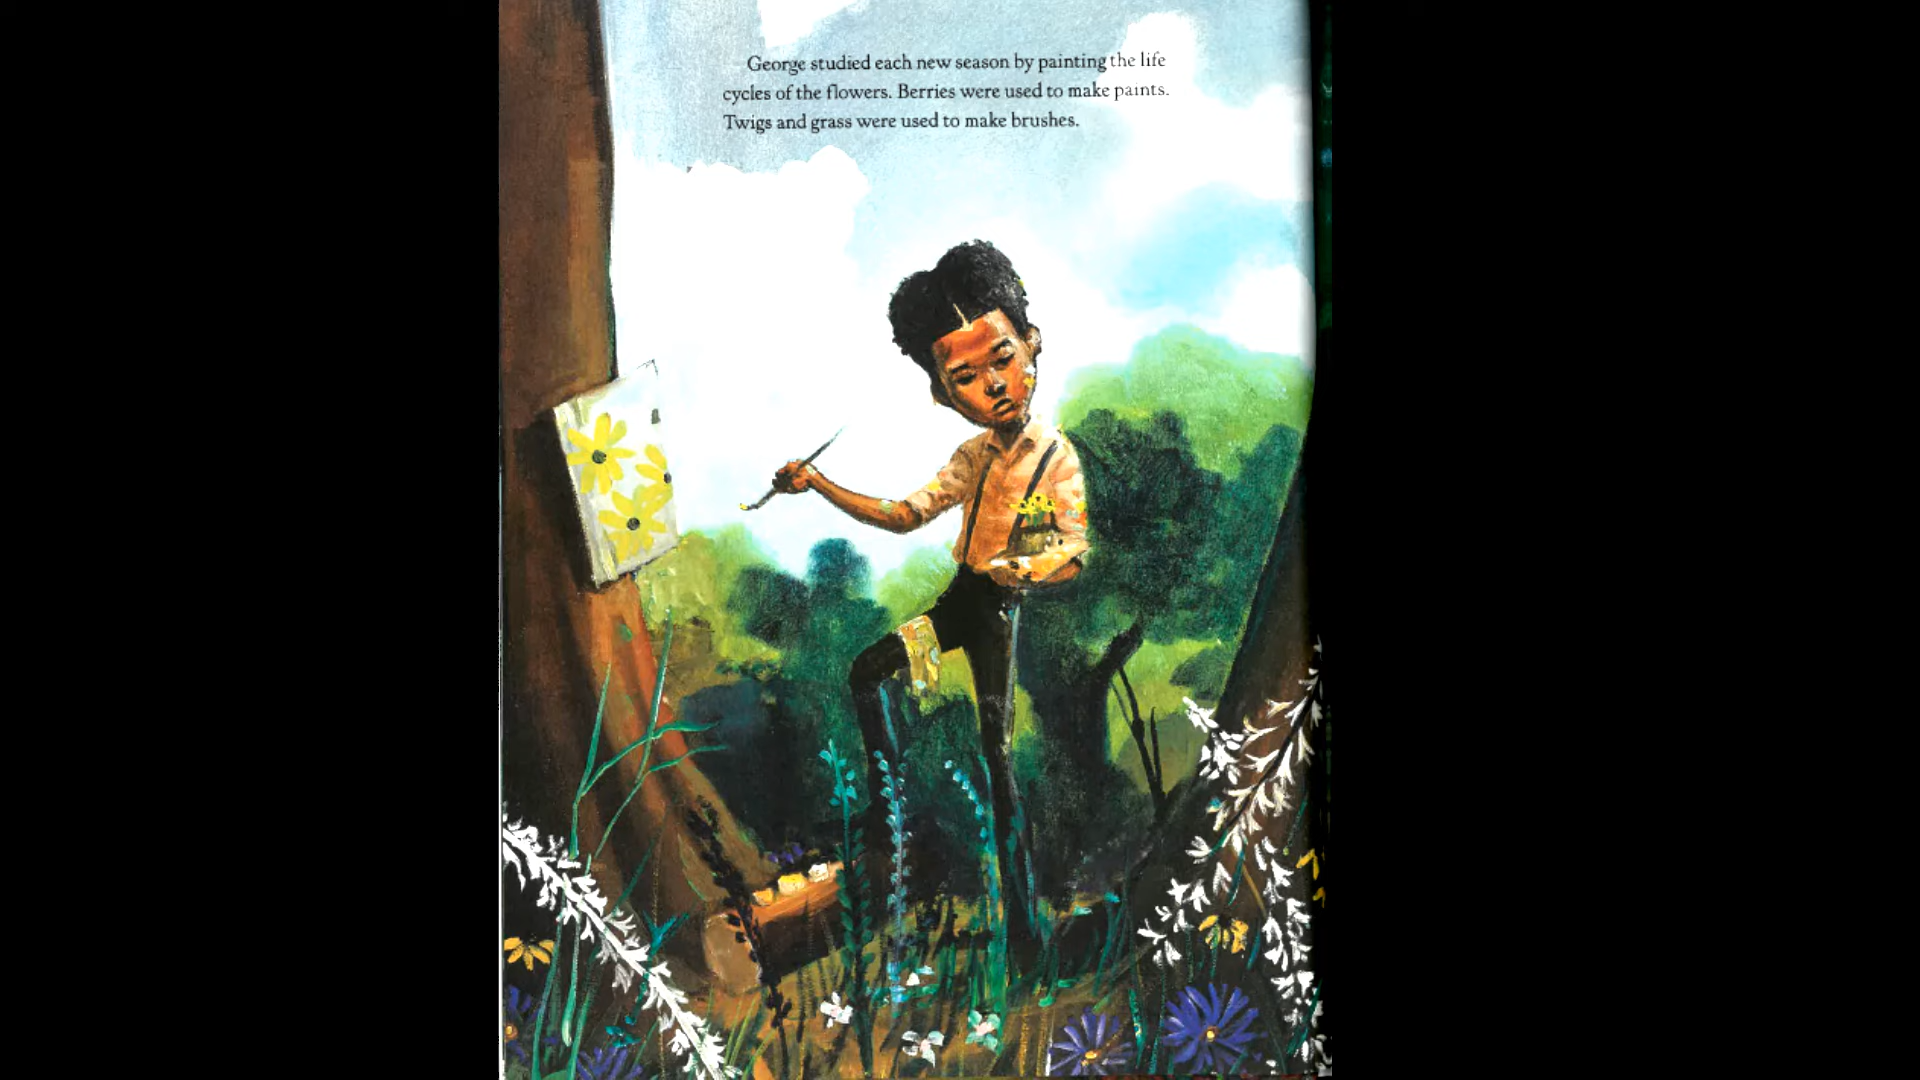 George studied each new season by painting the life
cycles of the flowers. Berries were used to make paints.
Twigs and grass were used to make brushes.